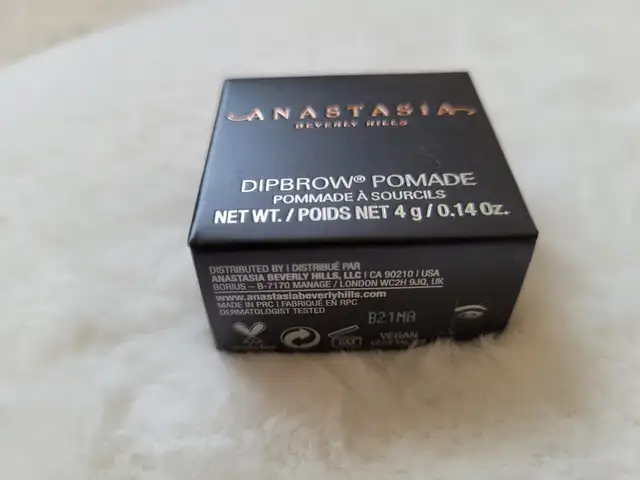 ANASTASIA
BEVERLY HILLS
DIPBROW® POMADE
POMMADE À SOURCILS
NET WT. / POIDS NET 4 g / 0.14 Oz.
DISTRIBUTED BY | DISTRIBUÉ PAR
ANASTASIA BEVERLY HILLS, LLC | CA 90210 | USA
BORIUS – B-7170 MANAGE / LONDON WC2H 9JQ, UK
www.anastasiabeverlyhills.com
MADE IN PRC | FABRIQUÉ EN RPC
DERMATOLOGIST TESTED
B21MA
6M
VEGAN